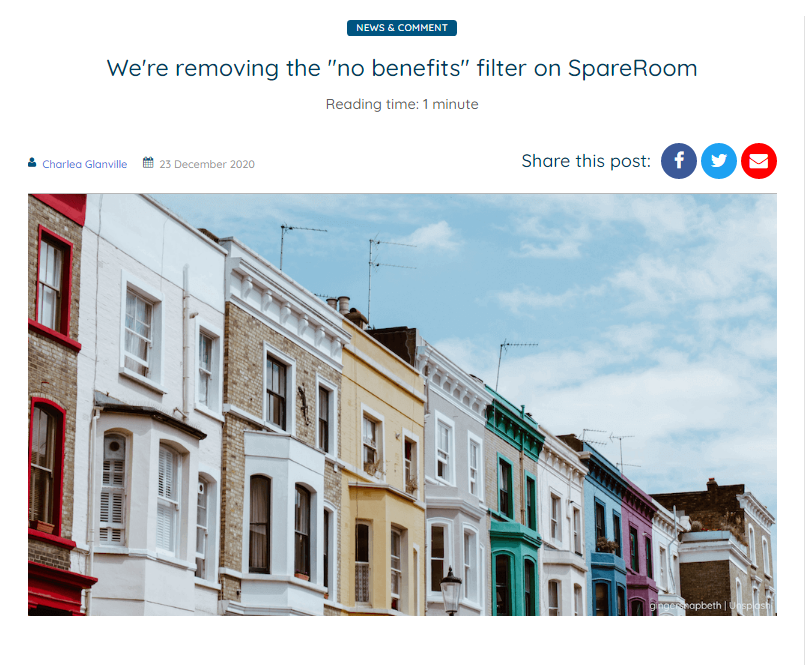 NEWS & COMMENT
We're removing the "no benefits" filter on SpareRoom
Reading time: 1 minute
Charlea Glanville 23 December 2020
Share this post:
gingersnapbeth | Unsplash